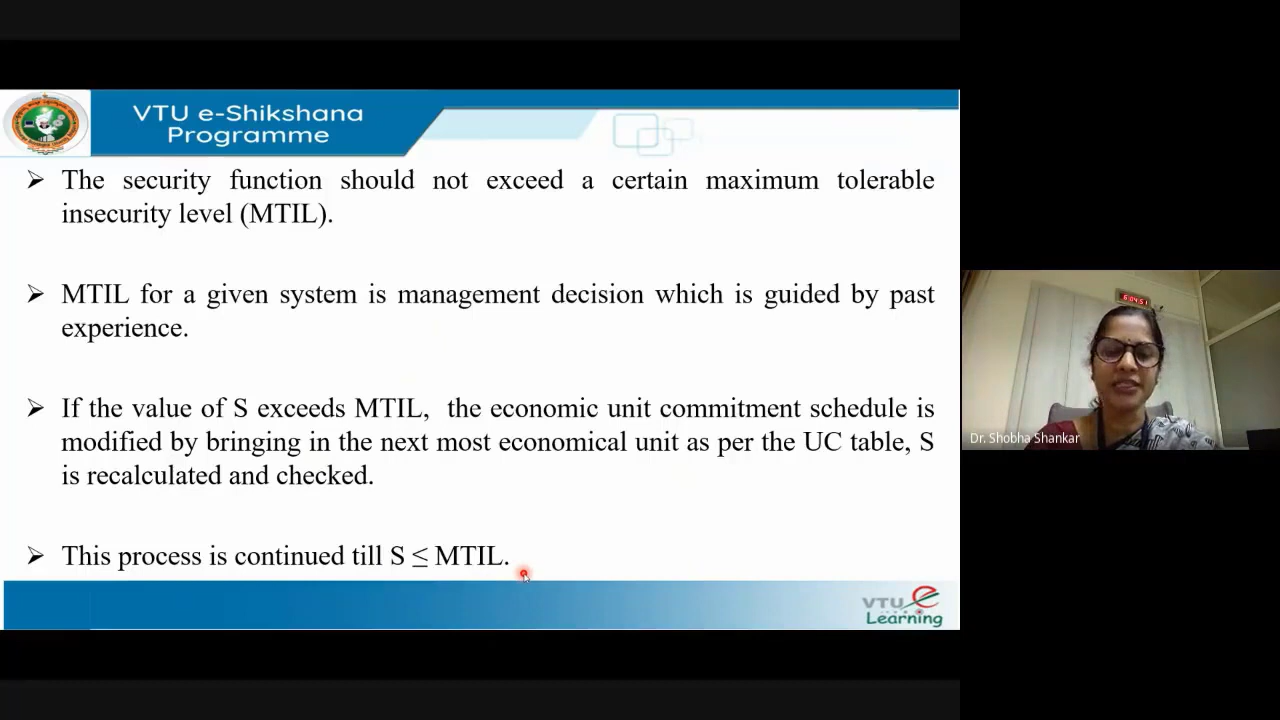 VTU e-Shikshana
Programme
➢ The security function should not exceed a certain maximum tolerable
insecurity level (MTIL).
➢ MTIL for a given system is management decision which is guided by past
experience.
➢ If the value of S exceeds MTIL, the economic unit commitment schedule is
modified by bringing in the next most economical unit as per the UC table, S
is recalculated and checked.
➢ This process is continued till S ≤ MTIL.
VTU e
Learning
Dr. Shobha Shankar